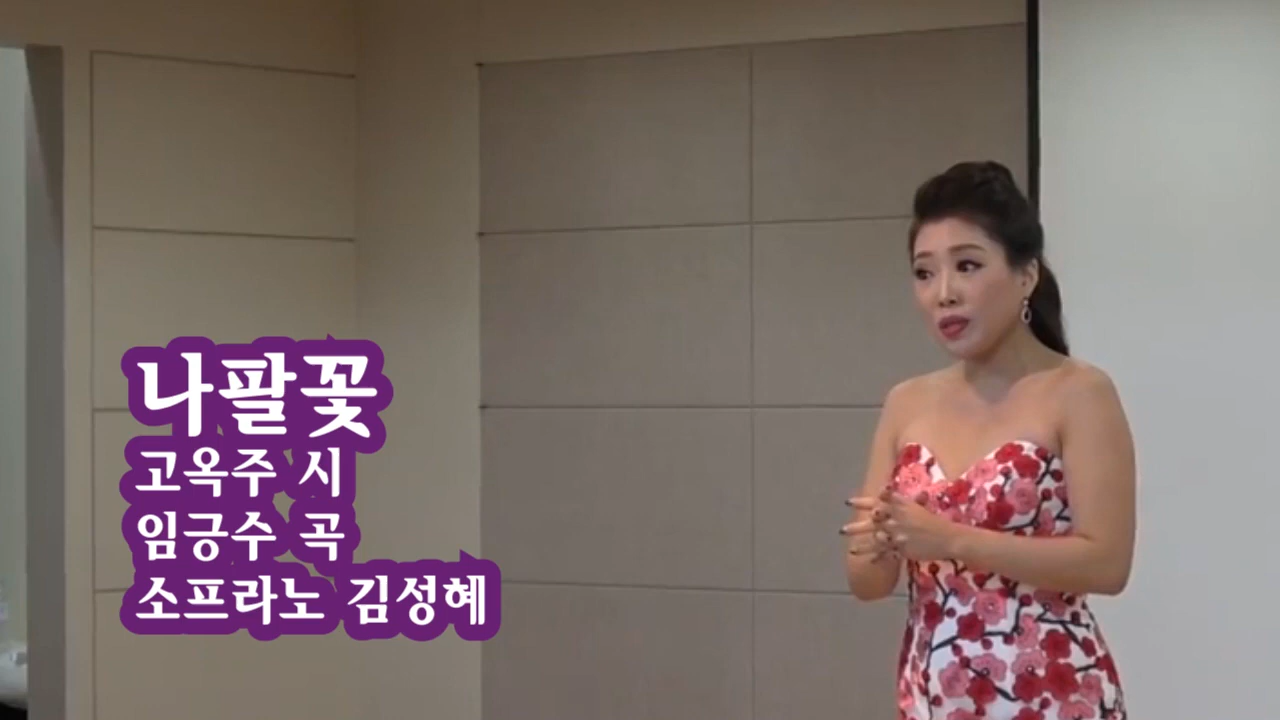 나팔꽃
고옥주 시
임긍수 곡
소프라노 김성혜